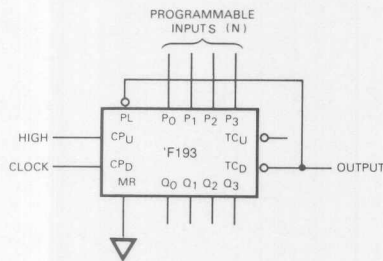 PROGRAMMABLE
INPUTS (N)
PL P0 P1 P2 P3
HIGH CPU TCU
'F193
CLOCK CPD TCD OUTPUT
MR Q0 Q1 Q2 Q3